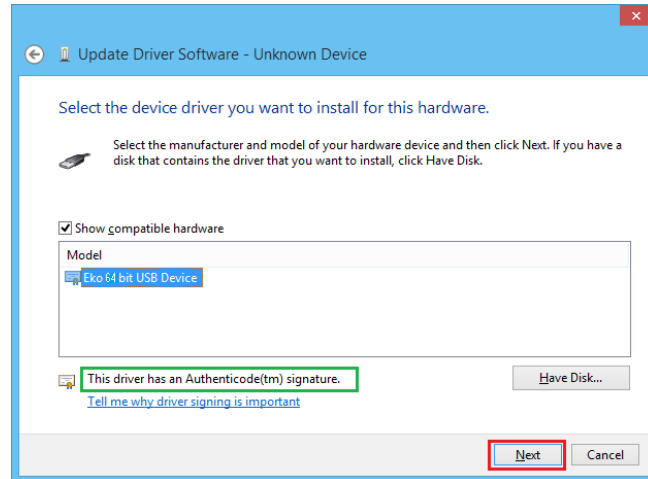 Update Driver Software - Unknown Device
Select the device driver you want to install for this hardware.
Select the manufacturer and model of your hardware device and then click Next. If you have a
disk that contains the driver that you want to install, click Have Disk.
Show compatible hardware
Model
Eko 64 bit USB Device
This driver has an Authenticode(tm) signature.
Have Disk...
Tell me why driver signing is important
Next
Cancel